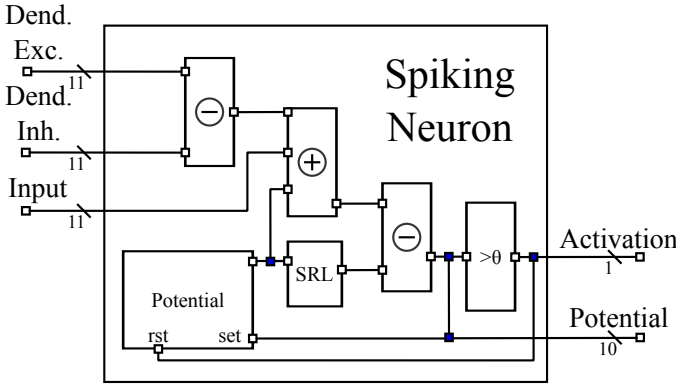 Dend.
Exc.
11
Dend.
Inh.
11
Input
11
Spiking
Neuron
−
+
−
>θ
SRL
Potential
rst
set
Activation
1
Potential
10